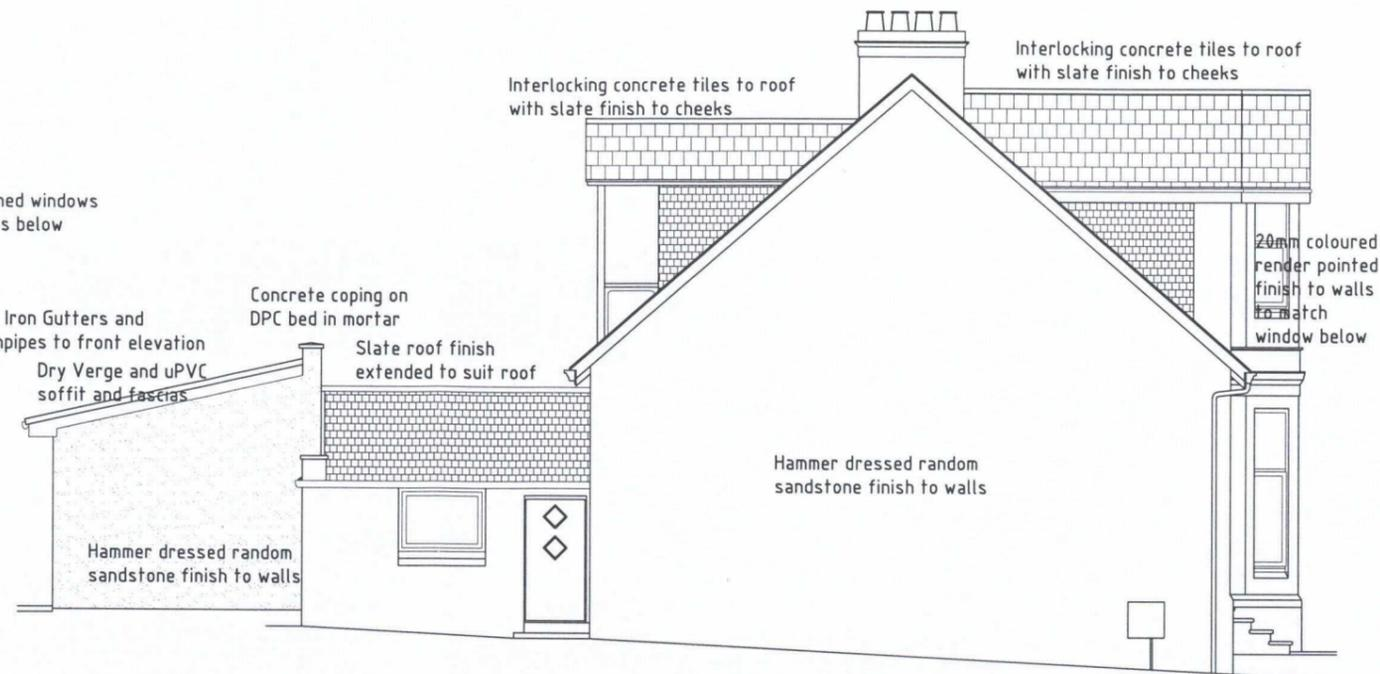 Interlocking concrete tiles to roof
with slate finish to cheeks
Interlocking concrete tiles to roof
with slate finish to cheeks
windows
below
20mm coloured
render pointed
finish to walls
to match
window below
Concrete coping on
DPC bed in mortar
Iron Gutters and
to front elevation
Slate roof finish
extended to suit roof
Dry Verge and uPVC
soffit and fascias
Hammer dressed random
sandstone finish to walls
Hammer dressed random
sandstone finish to walls